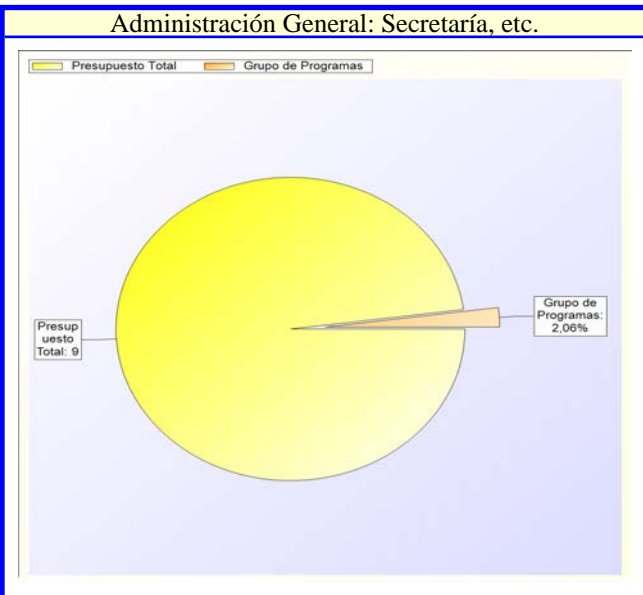 Administración General: Secretaría, etc.
Presupuesto Total Grupo de Programas
Grupo de
Programas:
2,06%
Presup
uesto
Total: 9